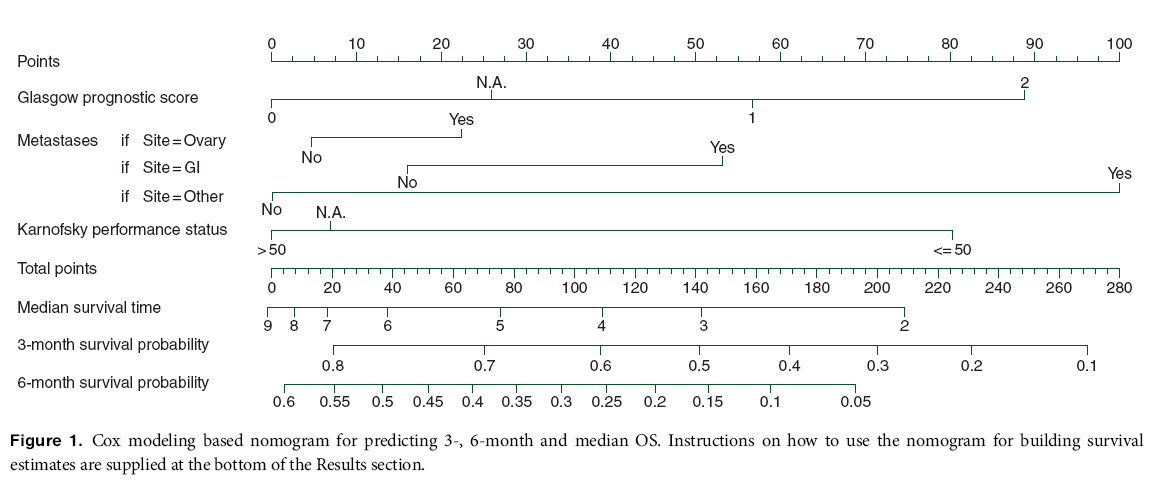 0 10 20 30 40 50 60 70 80 90 100
Points
N.A. 2
Glasgow prognostic score
0 1
Yes
Metastases if Site=Ovary
No
Yes
if Site=GI
No
Yes
if Site=Other
No
N.A.
Karnofsky performance status
>50 <=50
Total points
0 20 40 60 80 100 120 140 160 180 200 220 240 260 280
Median survival time
9 8 7 6 5 4 3 2
3-month survival probability
0.8 0.7 0.6 0.5 0.4 0.3 0.2 0.1
6-month survival probability
0.6 0.55 0.5 0.45 0.4 0.35 0.3 0.25 0.2 0.15 0.1 0.05
Figure 1. Cox modeling based nomogram for predicting 3-, 6-month and median OS. Instructions on how to use the nomogram for building survival
estimates are supplied at the bottom of the Results section.